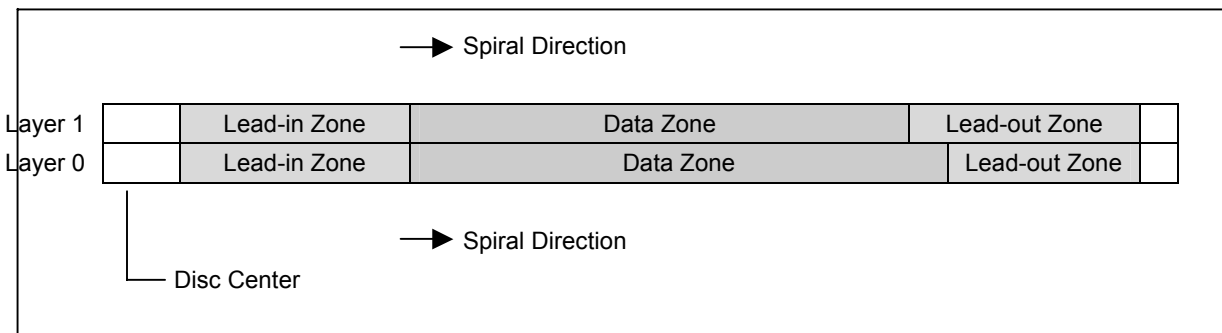 Spiral Direction
Layer 1 Lead-in Zone Data Zone Lead-out Zone
Layer 0 Lead-in Zone Data Zone Lead-out Zone
Spiral Direction
Disc Center